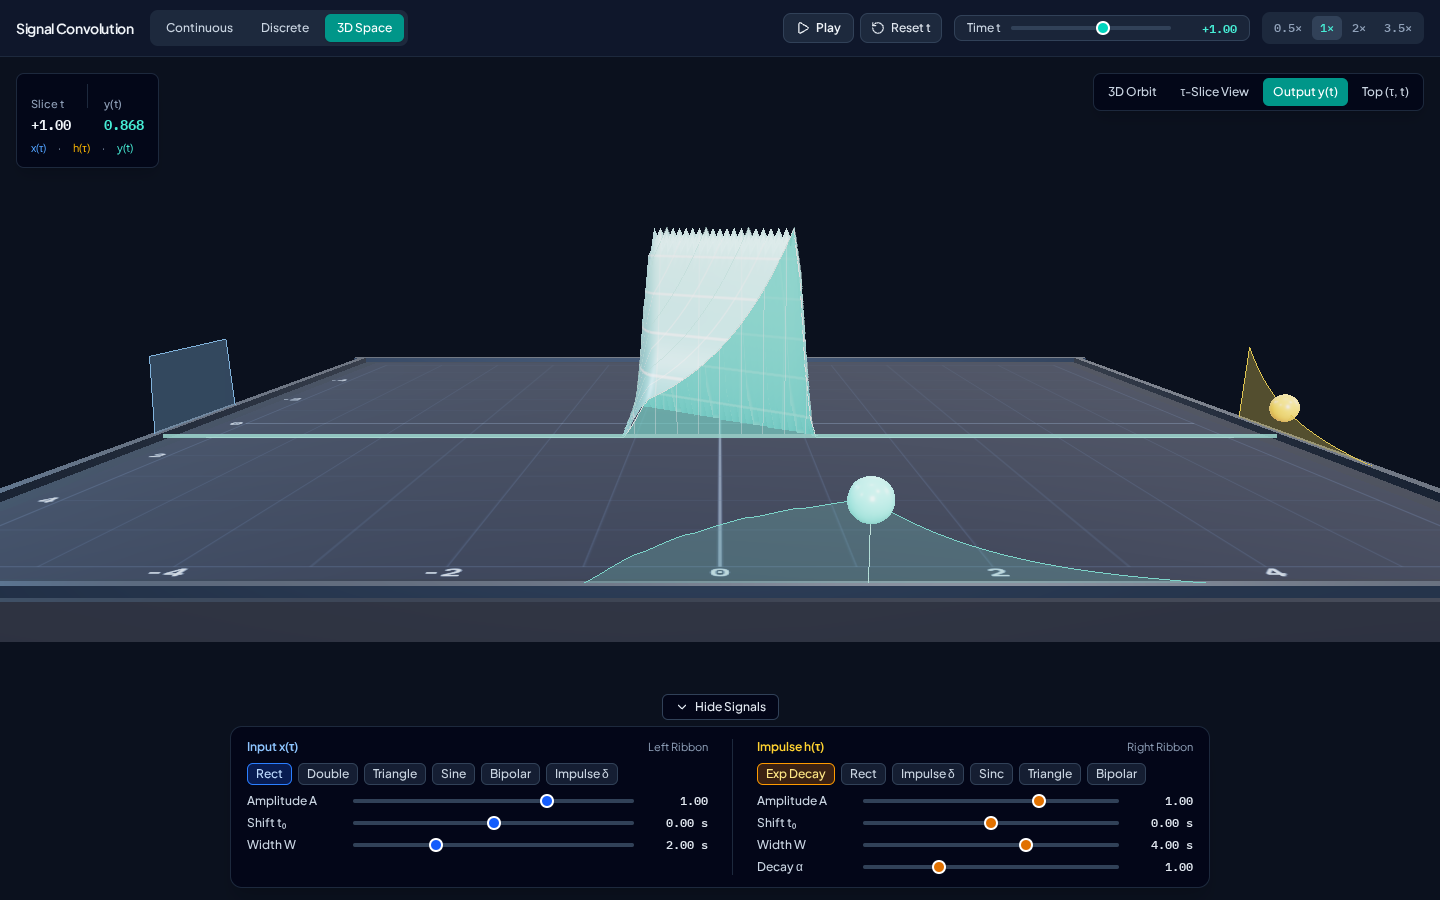 Signal Convolution
Continuous
Discrete
3D Space
Play
Reset t
Time t
+1.00
0.5×
1×
2×
3.5×
Slice t
y(t)
+1.00
0.868
x(τ) · h(τ) · y(t)
3D Orbit
τ-Slice View
Output y(t)
Top (τ, t)
-4
-2
0
2
4
Hide Signals
Input x(τ)
Left Ribbon
Rect
Double
Triangle
Sine
Bipolar
Impulse δ
Amplitude A
1.00
Shift t₀
0.00 s
Width W
2.00 s
Impulse h(τ)
Right Ribbon
Exp Decay
Rect
Impulse δ
Sinc
Triangle
Bipolar
Amplitude A
1.00
Shift t₀
0.00 s
Width W
4.00 s
Decay α
1.00